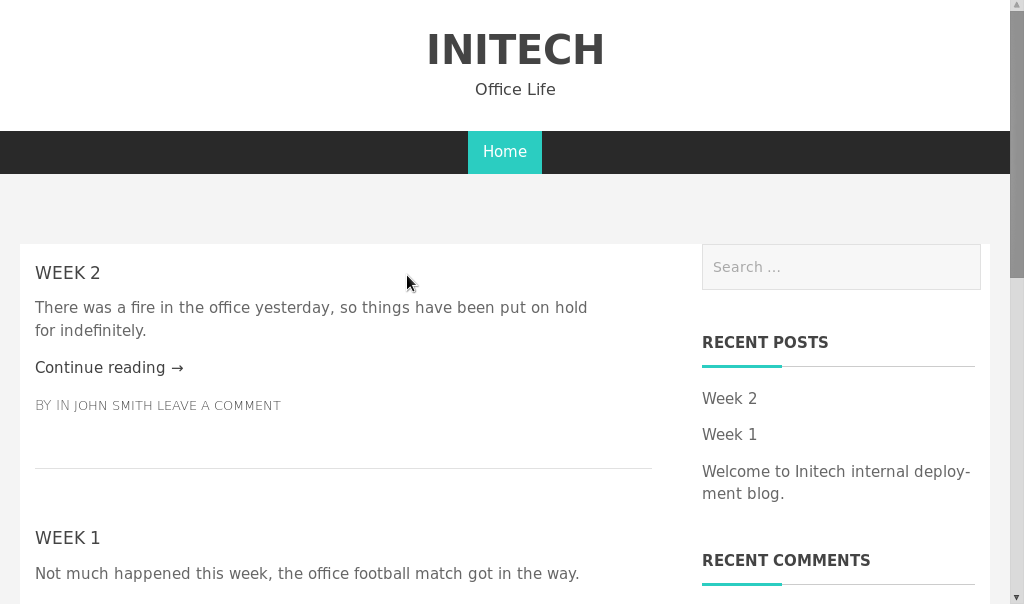 INITECH
Office Life
Home
WEEK 2
There was a fire in the office yesterday, so things have been put on hold
for indefinitely.
Continue reading →
BY IN JOHN SMITH LEAVE A COMMENT
WEEK 1
Not much happened this week, the office football match got in the way.
Search ...
RECENT POSTS
Week 2
Week 1
Welcome to Initech internal deploy-
ment blog.
RECENT COMMENTS